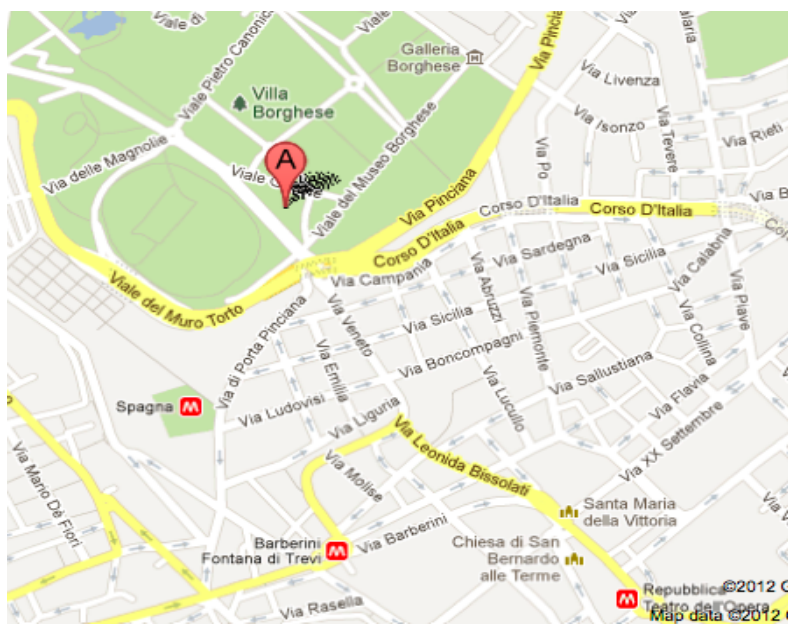 Viale di
Viale Pietro Canonica
Via Pinciana
Galleria
Borghese
Villa
Borghese
Via Livenza
Via Isonzo
Via Tevere
Via Rieti
Via delle Magnolie
A
Viale
Viale del Museo Borghese
Via Po
Via Pinciana
Corso D'Italia
Corso D'Italia
Corso D'Italia
Viale del Muro Torto
Via Campania
Via Sardegna
Via Sicilia
Via Calabria
Via Abruzzi
Via Piemonte
Via Piave
Via di Porta Pinciana
Via Veneto
Via Sicilia
Via Boncompagni
Via Emilia
Via Collina
Via Sallustiana
Spagna
Via Ludovisi
Via Liguria
Via Lucullo
Via Flavia
Via Leonida Bissolati
Via XX Settembre
Via Mario Dè Fiori
Via Molise
Santa Maria
della Vittoria
Via Barberini
Barberini
Fontana di Trevi
Chiesa di San
Bernardo
alle Terme
Via Rasella
Repubblica
Teatro dell'Opera
©2012
Map data ©2012